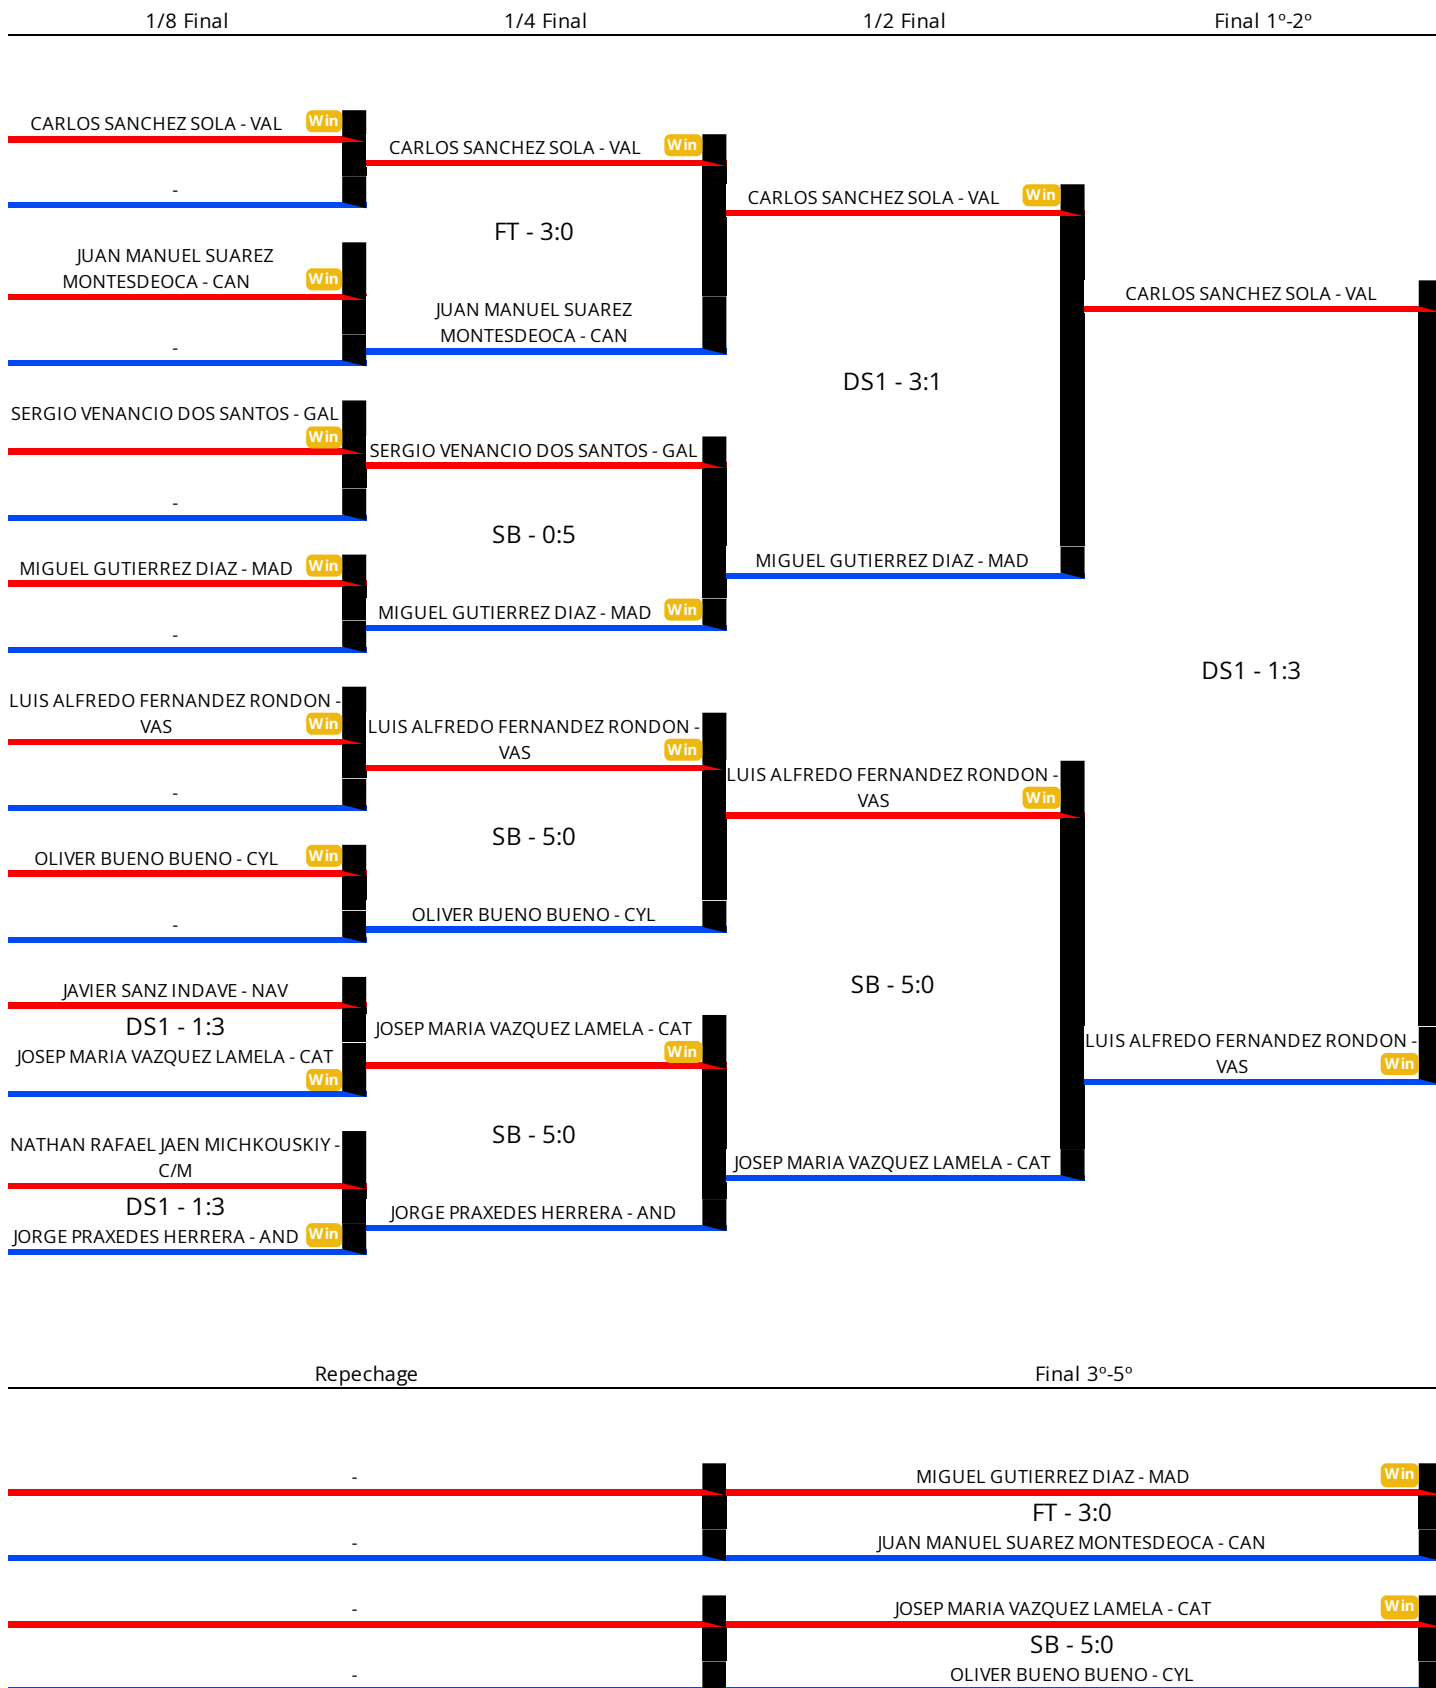 1/8 Final
1/4 Final
1/2 Final
Final 1º-2º
CARLOS SANCHEZ SOLA - VAL Win
-
JUAN MANUEL SUAREZ
MONTESDEOCA - CAN Win
-
SERGIO VENANCIO DOS SANTOS - GAL
Win
-
MIGUEL GUTIERREZ DIAZ - MAD Win
-
LUIS ALFREDO FERNANDEZ RONDON -
VAS Win
-
OLIVER BUENO BUENO - CYL Win
-
JAVIER SANZ INDAVE - NAV
DS1 - 1:3
JOSEP MARIA VAZQUEZ LAMELA - CAT
Win
NATHAN RAFAEL JAEN MICHKOUSKIY -
C/M
DS1 - 1:3
JORGE PRAXEDES HERRERA - AND Win
CARLOS SANCHEZ SOLA - VAL Win
FT - 3:0
JUAN MANUEL SUAREZ
MONTESDEOCA - CAN
SERGIO VENANCIO DOS SANTOS - GAL
SB - 0:5
MIGUEL GUTIERREZ DIAZ - MAD Win
LUIS ALFREDO FERNANDEZ RONDON -
VAS Win
SB - 5:0
OLIVER BUENO BUENO - CYL
JOSEP MARIA VAZQUEZ LAMELA - CAT
Win
SB - 5:0
JORGE PRAXEDES HERRERA - AND
CARLOS SANCHEZ SOLA - VAL Win
DS1 - 3:1
MIGUEL GUTIERREZ DIAZ - MAD
LUIS ALFREDO FERNANDEZ RONDON -
VAS Win
SB - 5:0
JOSEP MARIA VAZQUEZ LAMELA - CAT
CARLOS SANCHEZ SOLA - VAL
DS1 - 1:3
LUIS ALFREDO FERNANDEZ RONDON -
VAS Win
Repechage
Final 3º-5º
-
-
-
-
MIGUEL GUTIERREZ DIAZ - MAD Win
FT - 3:0
JUAN MANUEL SUAREZ MONTESDEOCA - CAN
JOSEP MARIA VAZQUEZ LAMELA - CAT Win
SB - 5:0
OLIVER BUENO BUENO - CYL